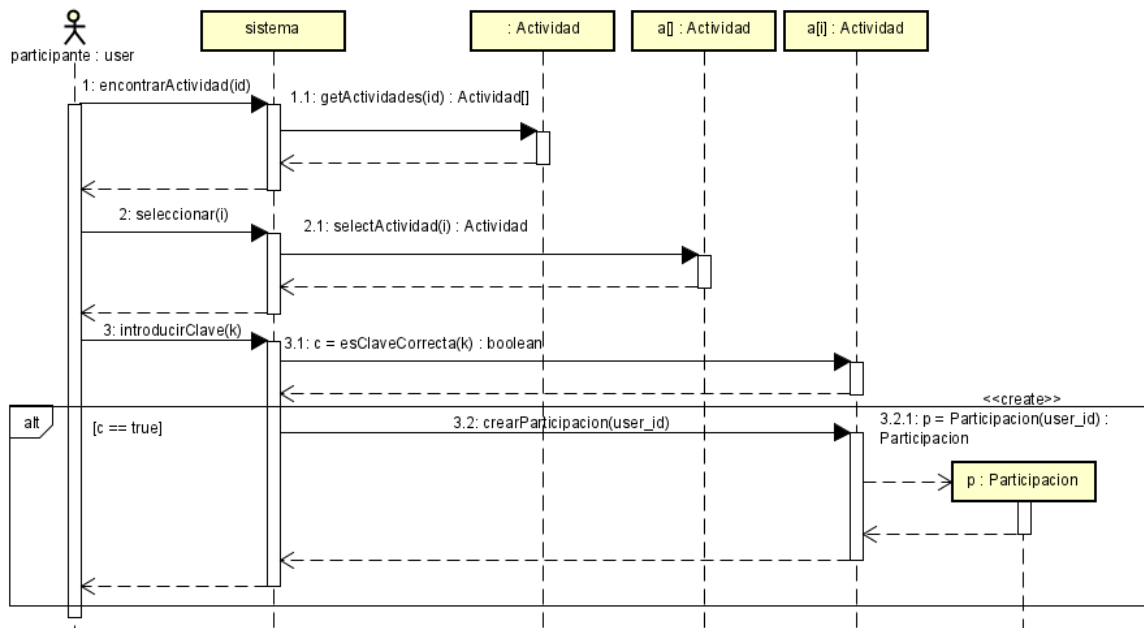 sistema
: Actividad
a[] : Actividad
a[i] : Actividad
participante : user
1: encontrarActividad(id)
1.1: getActividades(id) : Actividad[]
2: seleccionar(i)
2.1: selectActividad(i) : Actividad
3: introducirClave(k)
3.1: c = esClaveCorrecta(k) : boolean
<<create>>
alt
[c == true]
3.2: crearParticipacion(user_id)
3.2.1: p = Participacion(user_id) :
Participacion
p : Participacion